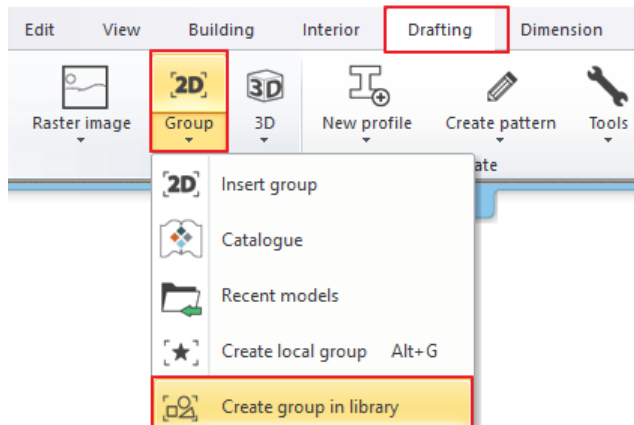 Edit View Building Interior Drafting Dimension
2D 3D
Raster image Group 3D New profile Create pattern Tools
ate
2D Insert group
Catalogue
Recent models
Create local group Alt+G
Create group in library